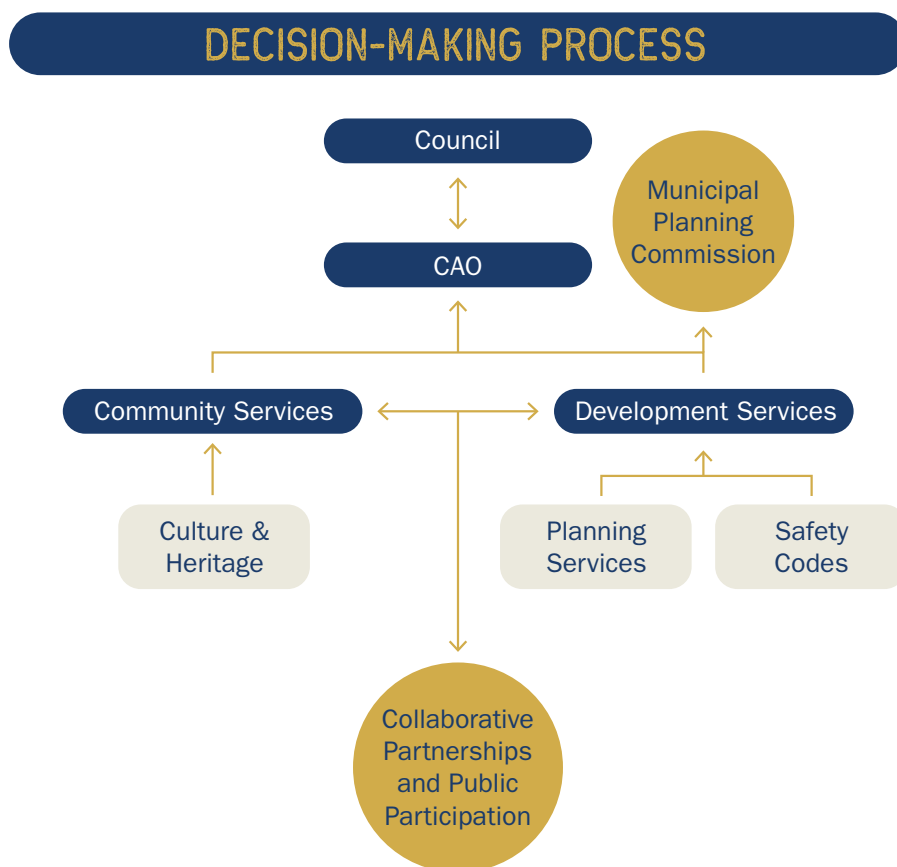 DECISION-MAKING PROCESS
Council
CAO
Municipal
Planning
Commission
Community Services
Development Services
Culture &
Heritage
Planning
Services
Safety
Codes
Collaborative
Partnerships
and Public
Participation